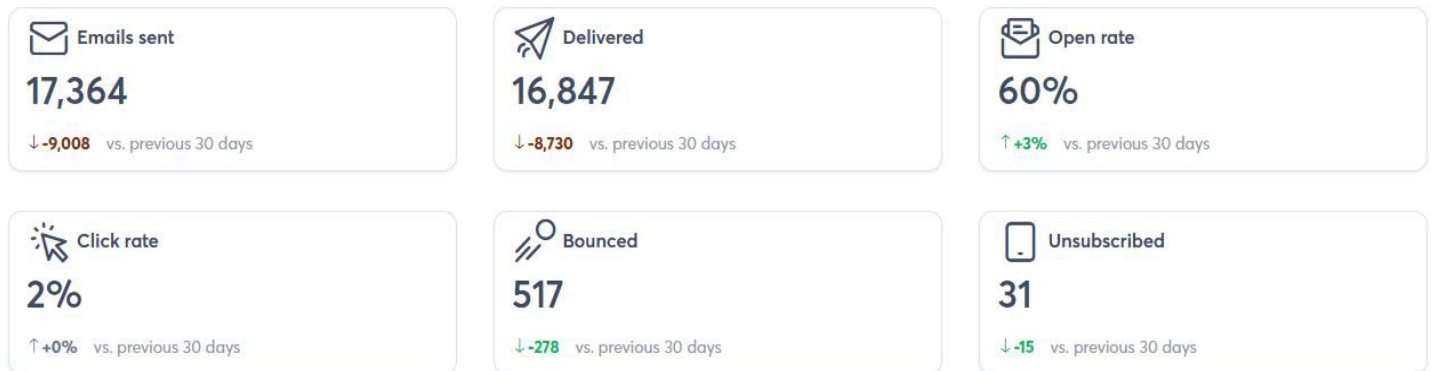 Emails sent
17,364
↓-9,008 vs. previous 30 days
Delivered
16,847
↓-8,730 vs. previous 30 days
Open rate
60%
↑+3% vs. previous 30 days
Click rate
2%
↑+0% vs. previous 30 days
Bounced
517
↓-278 vs. previous 30 days
Unsubscribed
31
↓-15 vs. previous 30 days